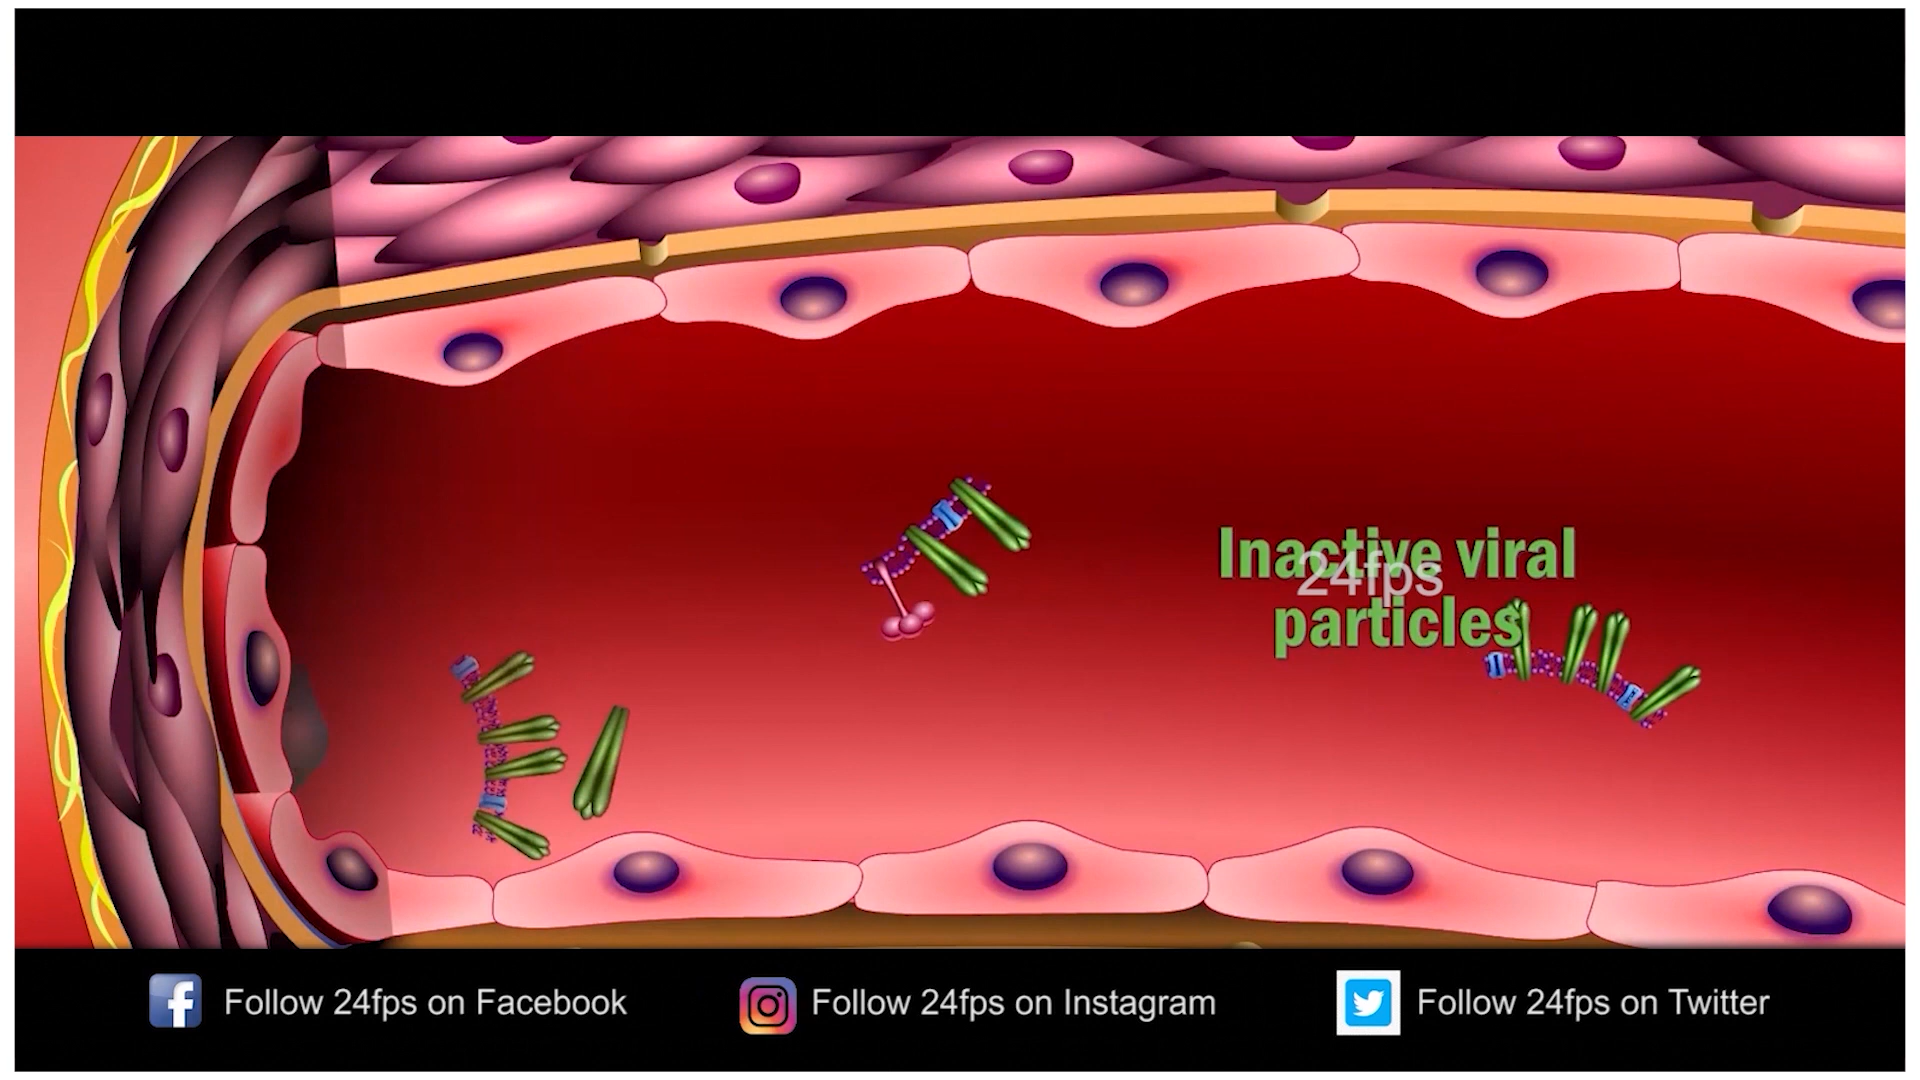 Inactive viral
24fps
particles
Follow 24fps on Facebook
Follow 24fps on Instagram
Follow 24fps on Twitter